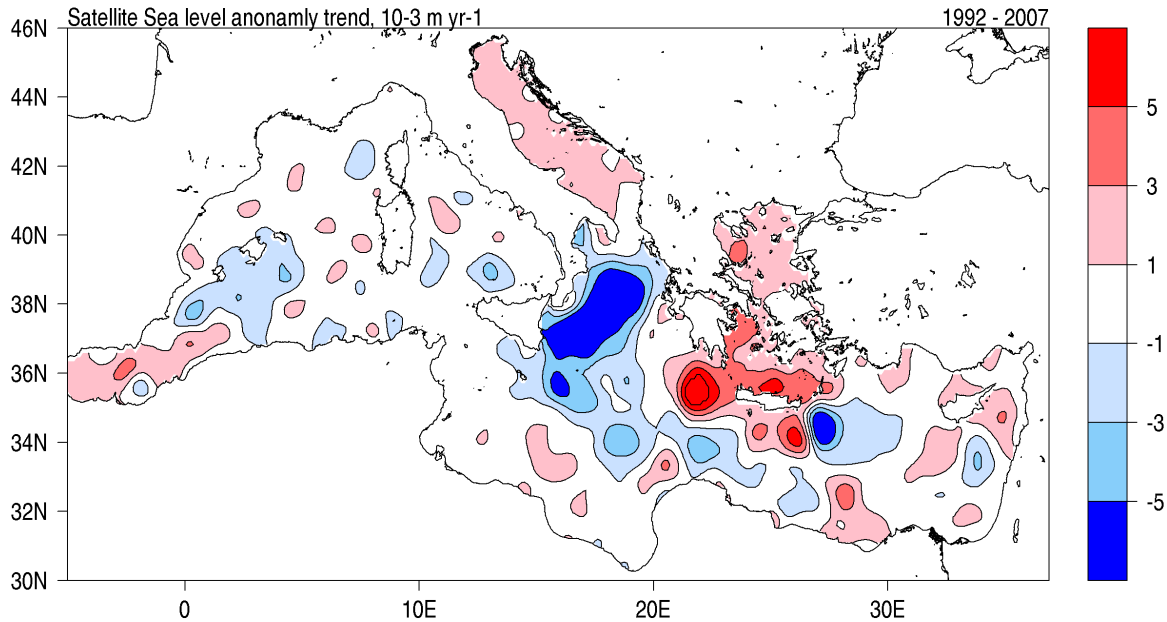 Satellite Sea level anonamly trend, 10-3 m yr-1 1992 - 2007
46N
44N
42N
40N
38N
36N
34N
32N
30N
0 10E 20E 30E
5
3
1
-1
-3
-5